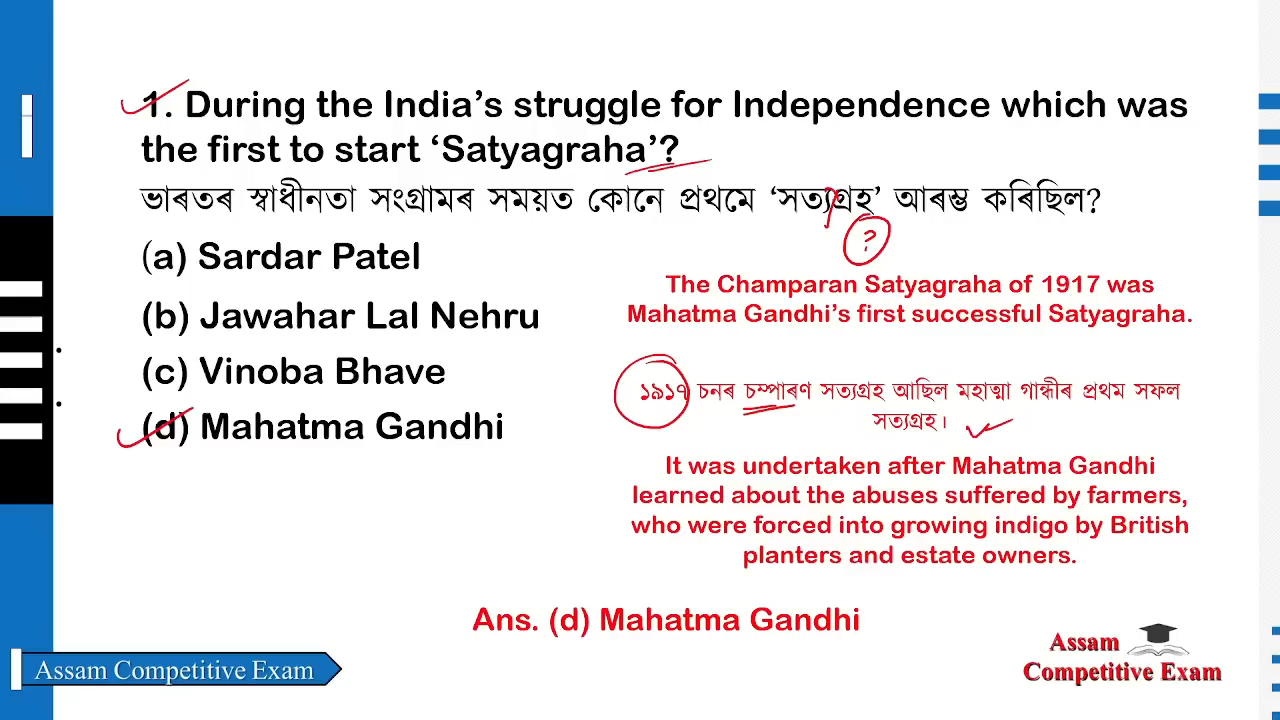 1. During the India's struggle for Independence which was
the first to start ‘Satyagraha’?
ভাৰতৰ স্বাধীনতা সংগ্ৰামৰ সময়ত কোনে প্ৰথমে ‘সত্যগ্ৰহ’ আৰম্ভ কৰিছিল?
?
(a) Sardar Patel
(b) Jawahar Lal Nehru
(c) Vinoba Bhave
(d) Mahatma Gandhi
The Champaran Satyagraha of 1917 was
Mahatma Gandhi's first successful Satyagraha.
১৯১৭ চনৰ চম্পাৰণ সত্যগ্ৰহ আছিল মহাত্মা গান্ধীৰ প্ৰথম সফল
সত্যগ্ৰহ।
It was undertaken after Mahatma Gandhi
learned about the abuses suffered by farmers,
who were forced into growing indigo by British
planters and estate owners.
Ans. (d) Mahatma Gandhi
Assam Competitive Exam
Assam
Competitive Exam